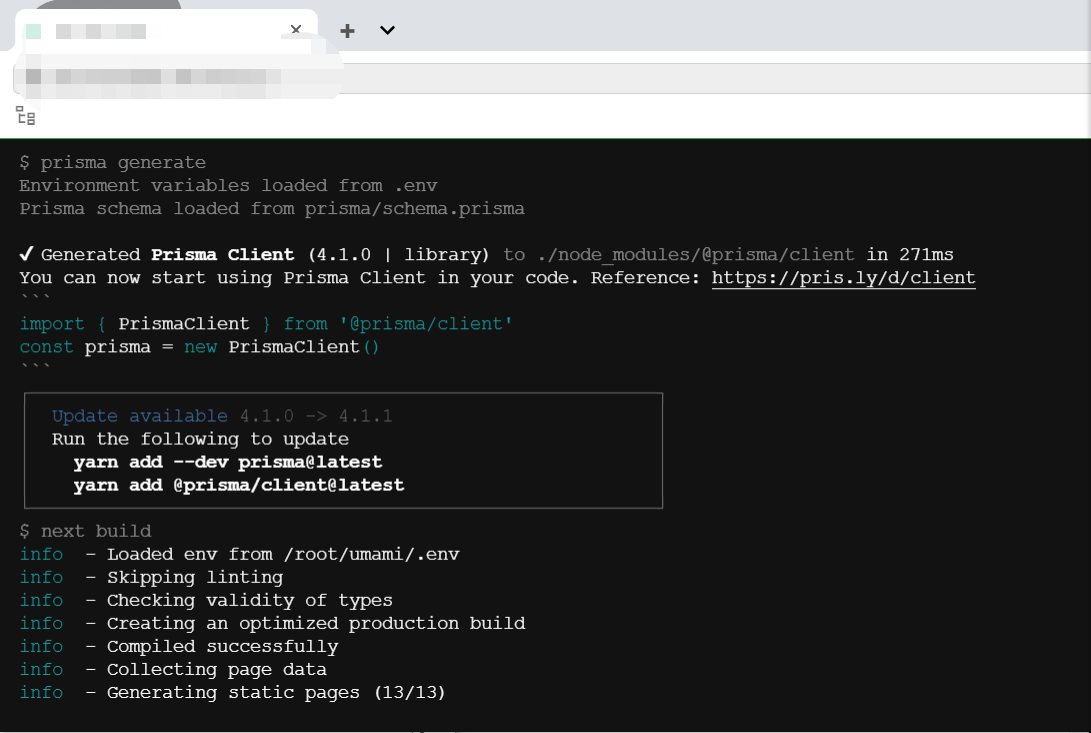 $ prisma generate
Environment variables loaded from .env
Prisma schema loaded from prisma/schema.prisma
✔ Generated Prisma Client (4.1.0 | library) to ./node_modules/@prisma/client in 271ms
You can now start using Prisma Client in your code. Reference: https://pris.ly/d/client
```
import { PrismaClient } from '@prisma/client'
const prisma = new PrismaClient()
```
Update available 4.1.0 -> 4.1.1
Run the following to update
yarn add --dev prisma@latest
yarn add @prisma/client@latest
$ next build
info  - Loaded env from /root/umami/.env
info  - Skipping linting
info  - Checking validity of types
info  - Creating an optimized production build
info  - Compiled successfully
info  - Collecting page data
info  - Generating static pages (13/13)